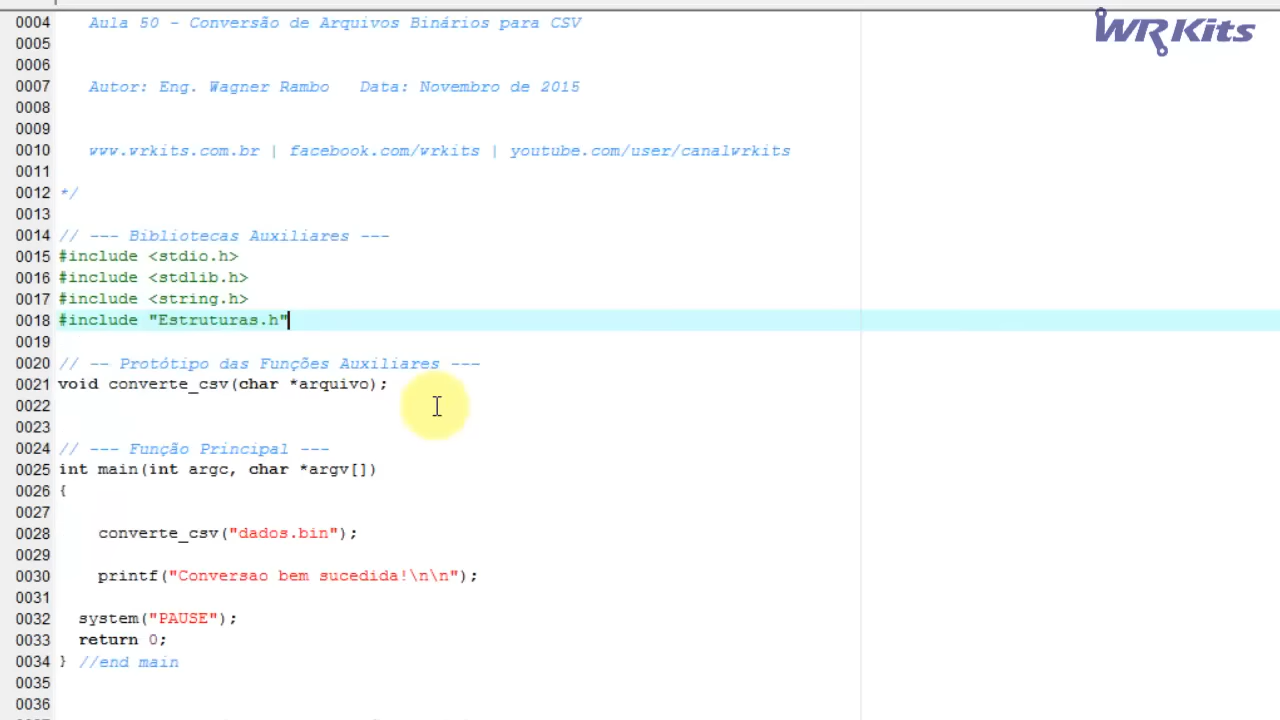 WR Kits
0004 Aula 50 - Conversão de Arquivos Binários para CSV
0005
0006
0007 Autor: Eng. Wagner Rambo Data: Novembro de 2015
0008
0009
0010 www.wrkits.com.br | facebook.com/wrkits | youtube.com/user/canalwrkits
0011
0012 */
0013
0014 // --- Bibliotecas Auxiliares ---
0015 #include <stdio.h>
0016 #include <stdlib.h>
0017 #include <string.h>
0018 #include "Estruturas.h"
0019
0020 // -- Protótipo das Funções Auxiliares ---
0021 void converte_csv(char *arquivo);
0022
0023
0024 // --- Função Principal ---
0025 int main(int argc, char *argv[])
0026 {
0027
0028 converte_csv("dados.bin");
0029
0030 printf("Conversao bem sucedida!\n\n");
0031
0032 system("PAUSE");
0033 return 0;
0034 } //end main
0035
0036